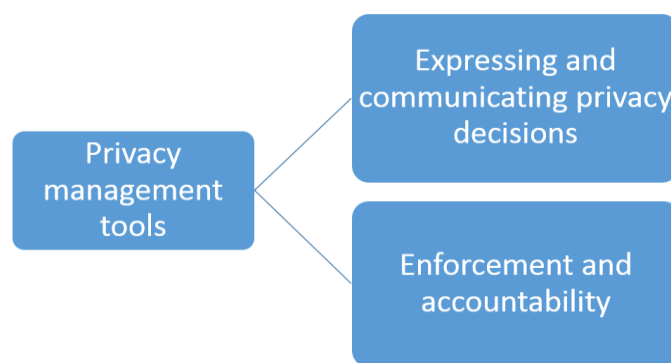 Expressing and
communicating privacy
decisions
Privacy
management
tools
Enforcement and
accountability